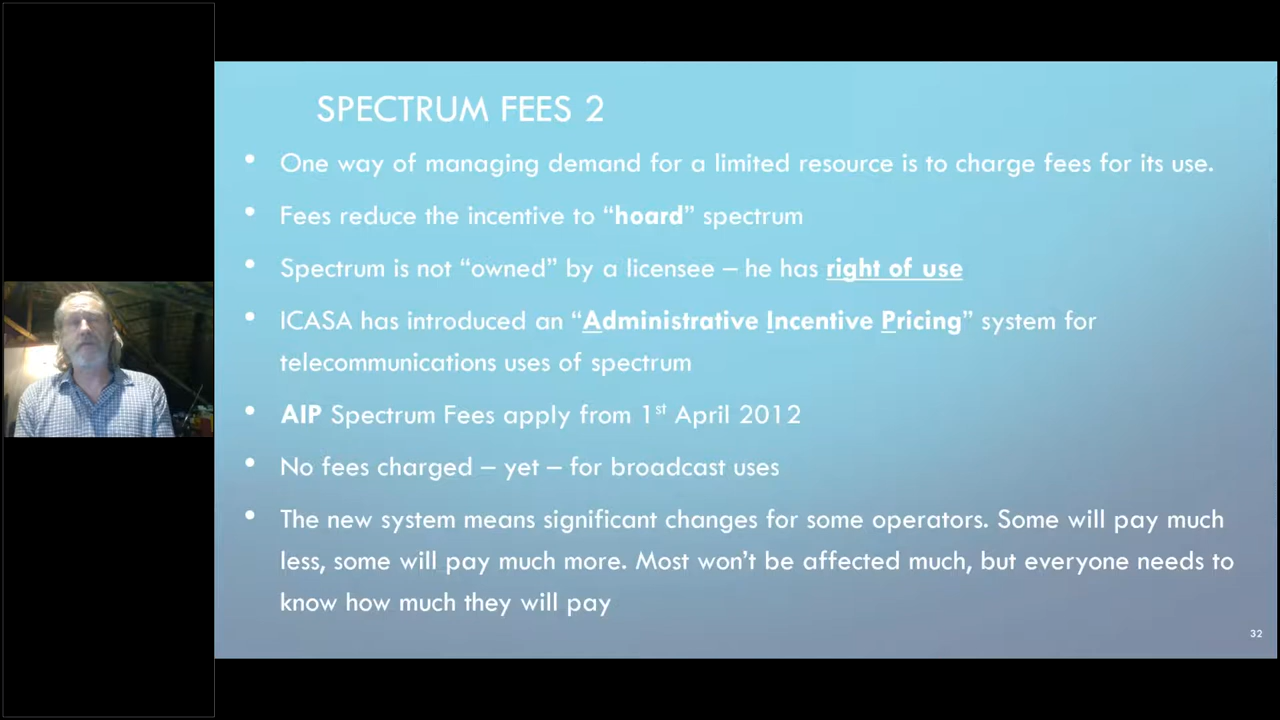 SPECTRUM FEES 2
• One way of managing demand for a limited resource is to charge fees for its use.
• Fees reduce the incentive to “hoard” spectrum
• Spectrum is not “owned” by a licensee – he has right of use
• ICASA has introduced an “Administrative Incentive Pricing” system for
telecommunications uses of spectrum
• AIP Spectrum Fees apply from 1st April 2012
• No fees charged – yet – for broadcast uses
• The new system means significant changes for some operators. Some will pay much
less, some will pay much more. Most won’t be affected much, but everyone needs to
know how much they will pay
32